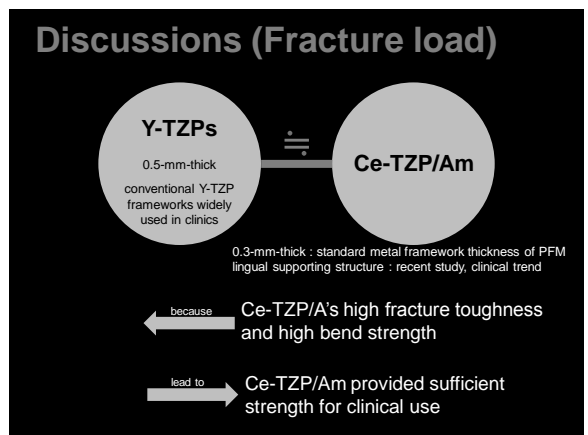 Discussions (Fracture load)
Y-TZPs
0.5-mm-thick
conventional Y-TZP
frameworks widely
used in clinics
≒
Ce-TZP/Am
0.3-mm-thick : standard metal framework thickness of PFM
lingual supporting structure : recent study, clinical trend
because
Ce-TZP/A’s high fracture toughness
and high bend strength
lead to
Ce-TZP/Am provided sufficient
strength for clinical use